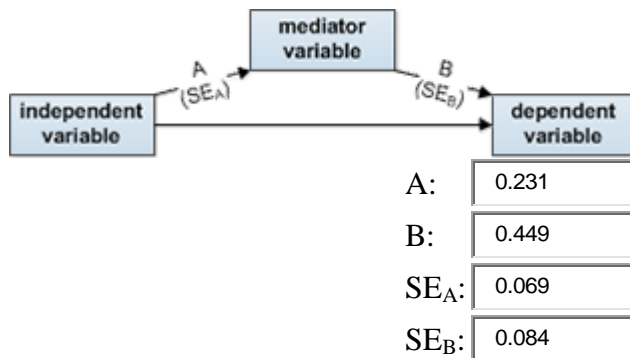 mediator
variable
A
(SEA)
B
(SEB)
independent
variable
dependent
variable
A: 0.231
B: 0.449
SEA: 0.069
SEB: 0.084